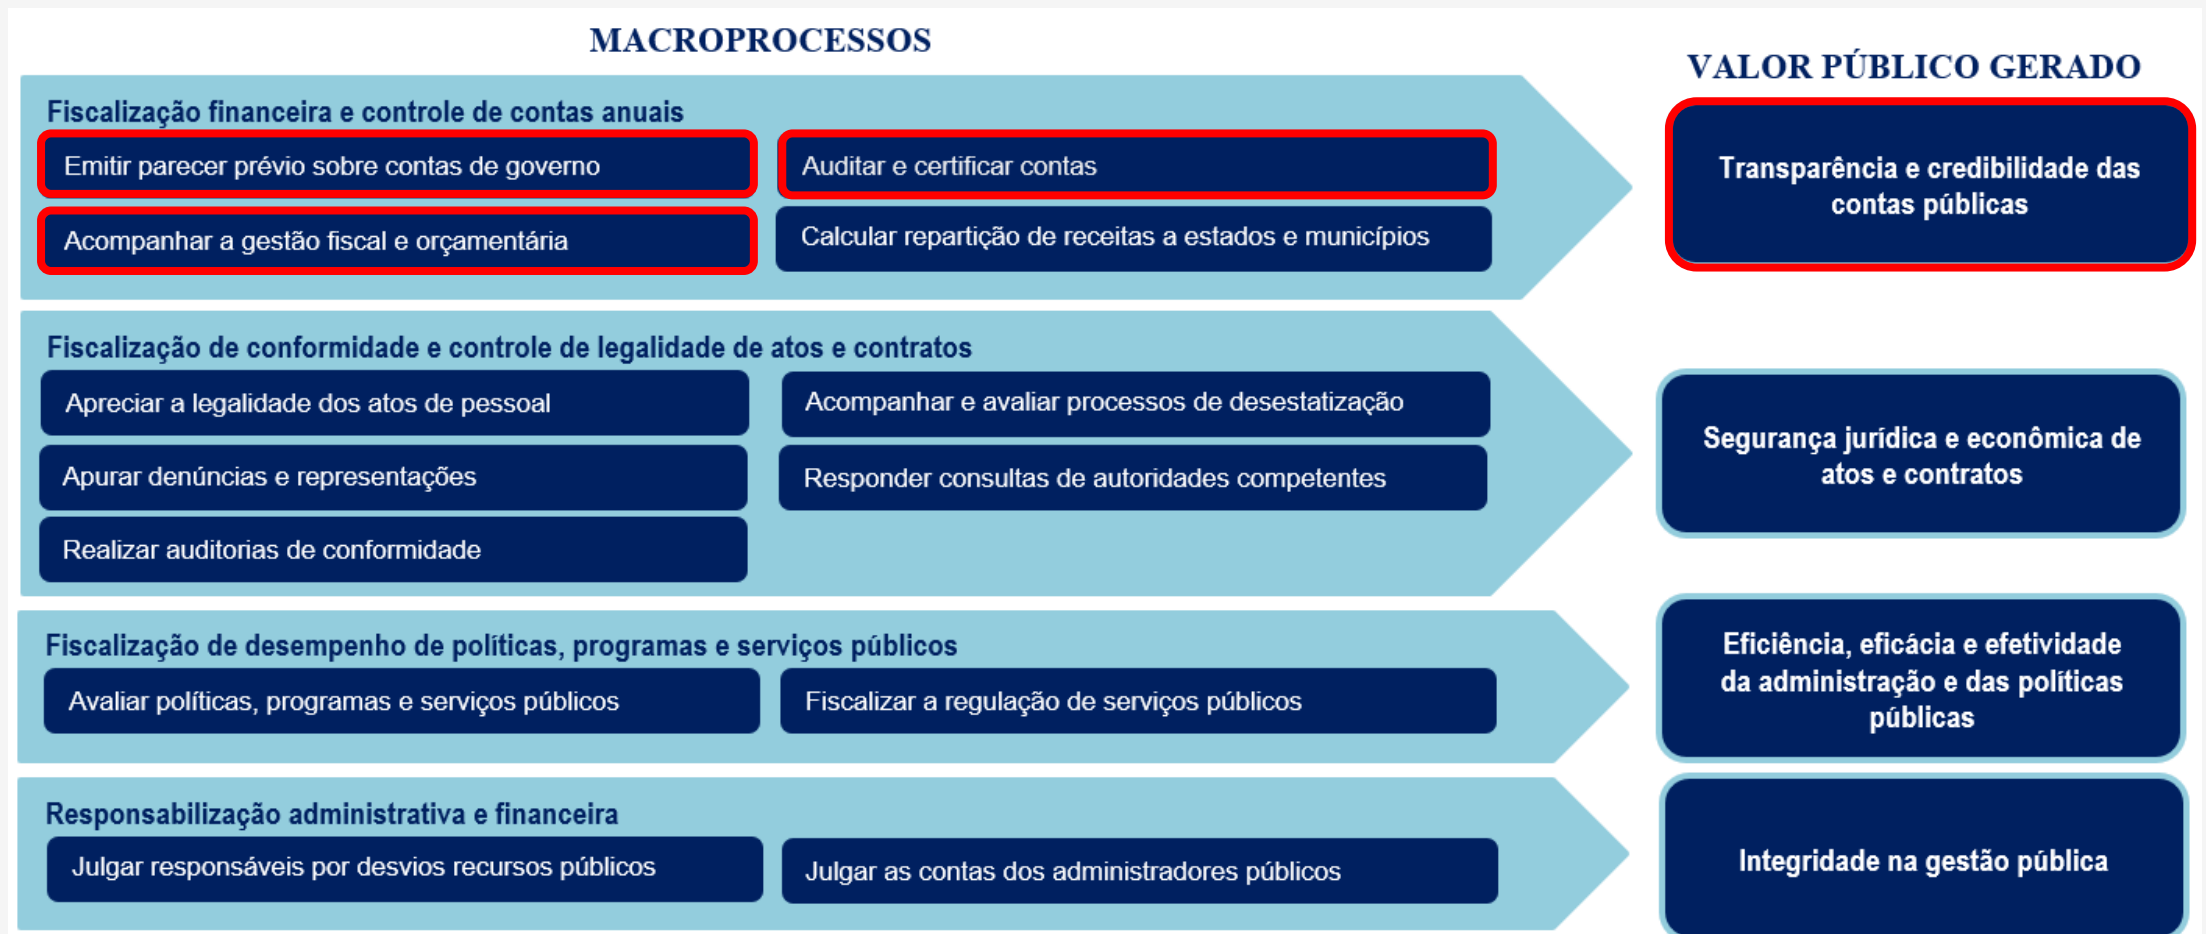 MACROPROCESSOS
VALOR PÚBLICO GERADO
Fiscalização financeira e controle de contas anuais
Emitir parecer prévio sobre contas de governo
Auditar e certificar contas
Acompanhar a gestão fiscal e orçamentária
Calcular repartição de receitas a estados e municípios
Transparência e credibilidade das
contas públicas
Fiscalização de conformidade e controle de legalidade de atos e contratos
Apreciar a legalidade dos atos de pessoal
Acompanhar e avaliar processos de desestatização
Apurar denúncias e representações
Responder consultas de autoridades competentes
Realizar auditorias de conformidade
Segurança jurídica e econômica de
atos e contratos
Fiscalização de desempenho de políticas, programas e serviços públicos
Avaliar políticas, programas e serviços públicos
Fiscalizar a regulação de serviços públicos
Eficiência, eficácia e efetividade
da administração e das políticas
públicas
Responsabilização administrativa e financeira
Julgar responsáveis por desvios recursos públicos
Julgar as contas dos administradores públicos
Integridade na gestão pública